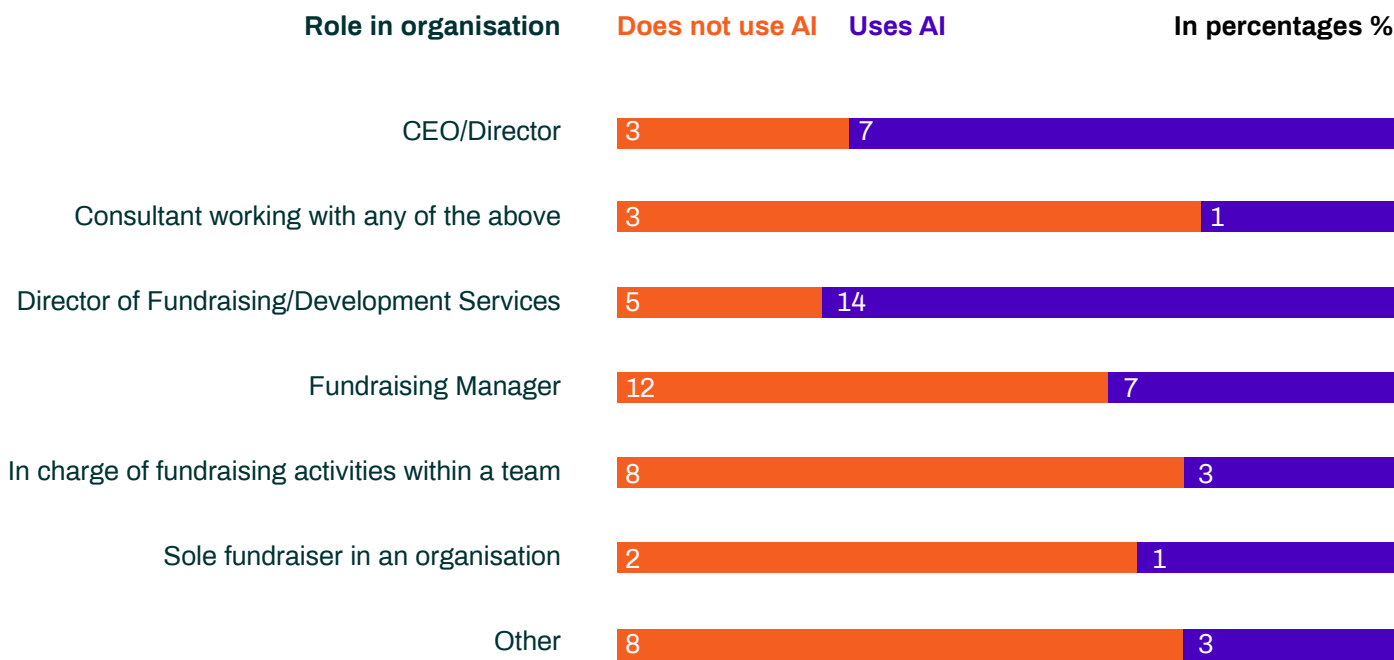 Role in organisation Does not use AI Uses AI In percentages %
CEO/Director 3 7
Consultant working with any of the above 3 1
Director of Fundraising/Development Services 5 14
Fundraising Manager 12 7
In charge of fundraising activities within a team 8 3
Sole fundraiser in an organisation 2 1
Other 8 3